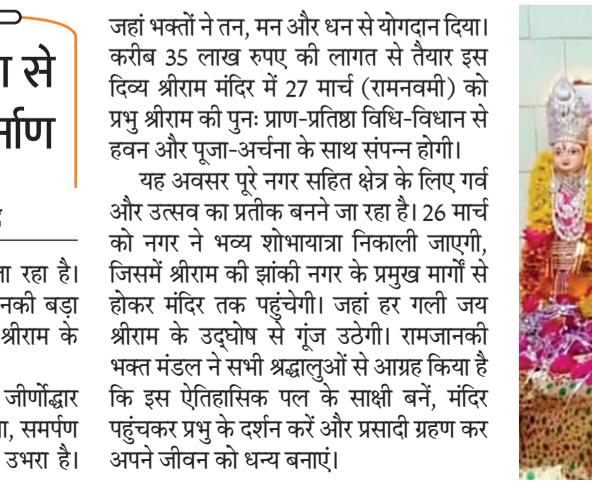 ा से
र्माण
ा रहा है।
नकी बड़ा
श्रीराम के
जीर्णोद्धार
ा, समर्पण
उभरा है।
जहां भक्तों ने तन, मन और धन से योगदान दिया।
करीब 35 लाख रुपए की लागत से तैयार इस
दिव्य श्रीराम मंदिर में 27 मार्च (रामनवमी) को
प्रभु श्रीराम की पुनः प्राण-प्रतिष्ठा विधि-विधान से
हवन और पूजा-अर्चना के साथ संपन्न होगी।
यह अवसर पूरे नगर सहित क्षेत्र के लिए गर्व
और उत्सव का प्रतीक बनने जा रहा है। 26 मार्च
को नगर ने भव्य शोभायात्रा निकाली जाएगी,
जिसमें श्रीराम की झांकी नगर के प्रमुख मार्गों से
होकर मंदिर तक पहुंचेगी। जहां हर गली जय
श्रीराम के उद्घोष से गूंज उठेगी। रामजानकी
भक्त मंडल ने सभी श्रद्धालुओं से आग्रह किया है
कि इस ऐतिहासिक पल के साक्षी बनें, मंदिर
पहुंचकर प्रभु के दर्शन करें और प्रसादी ग्रहण कर
अपने जीवन को धन्य बनाएं।